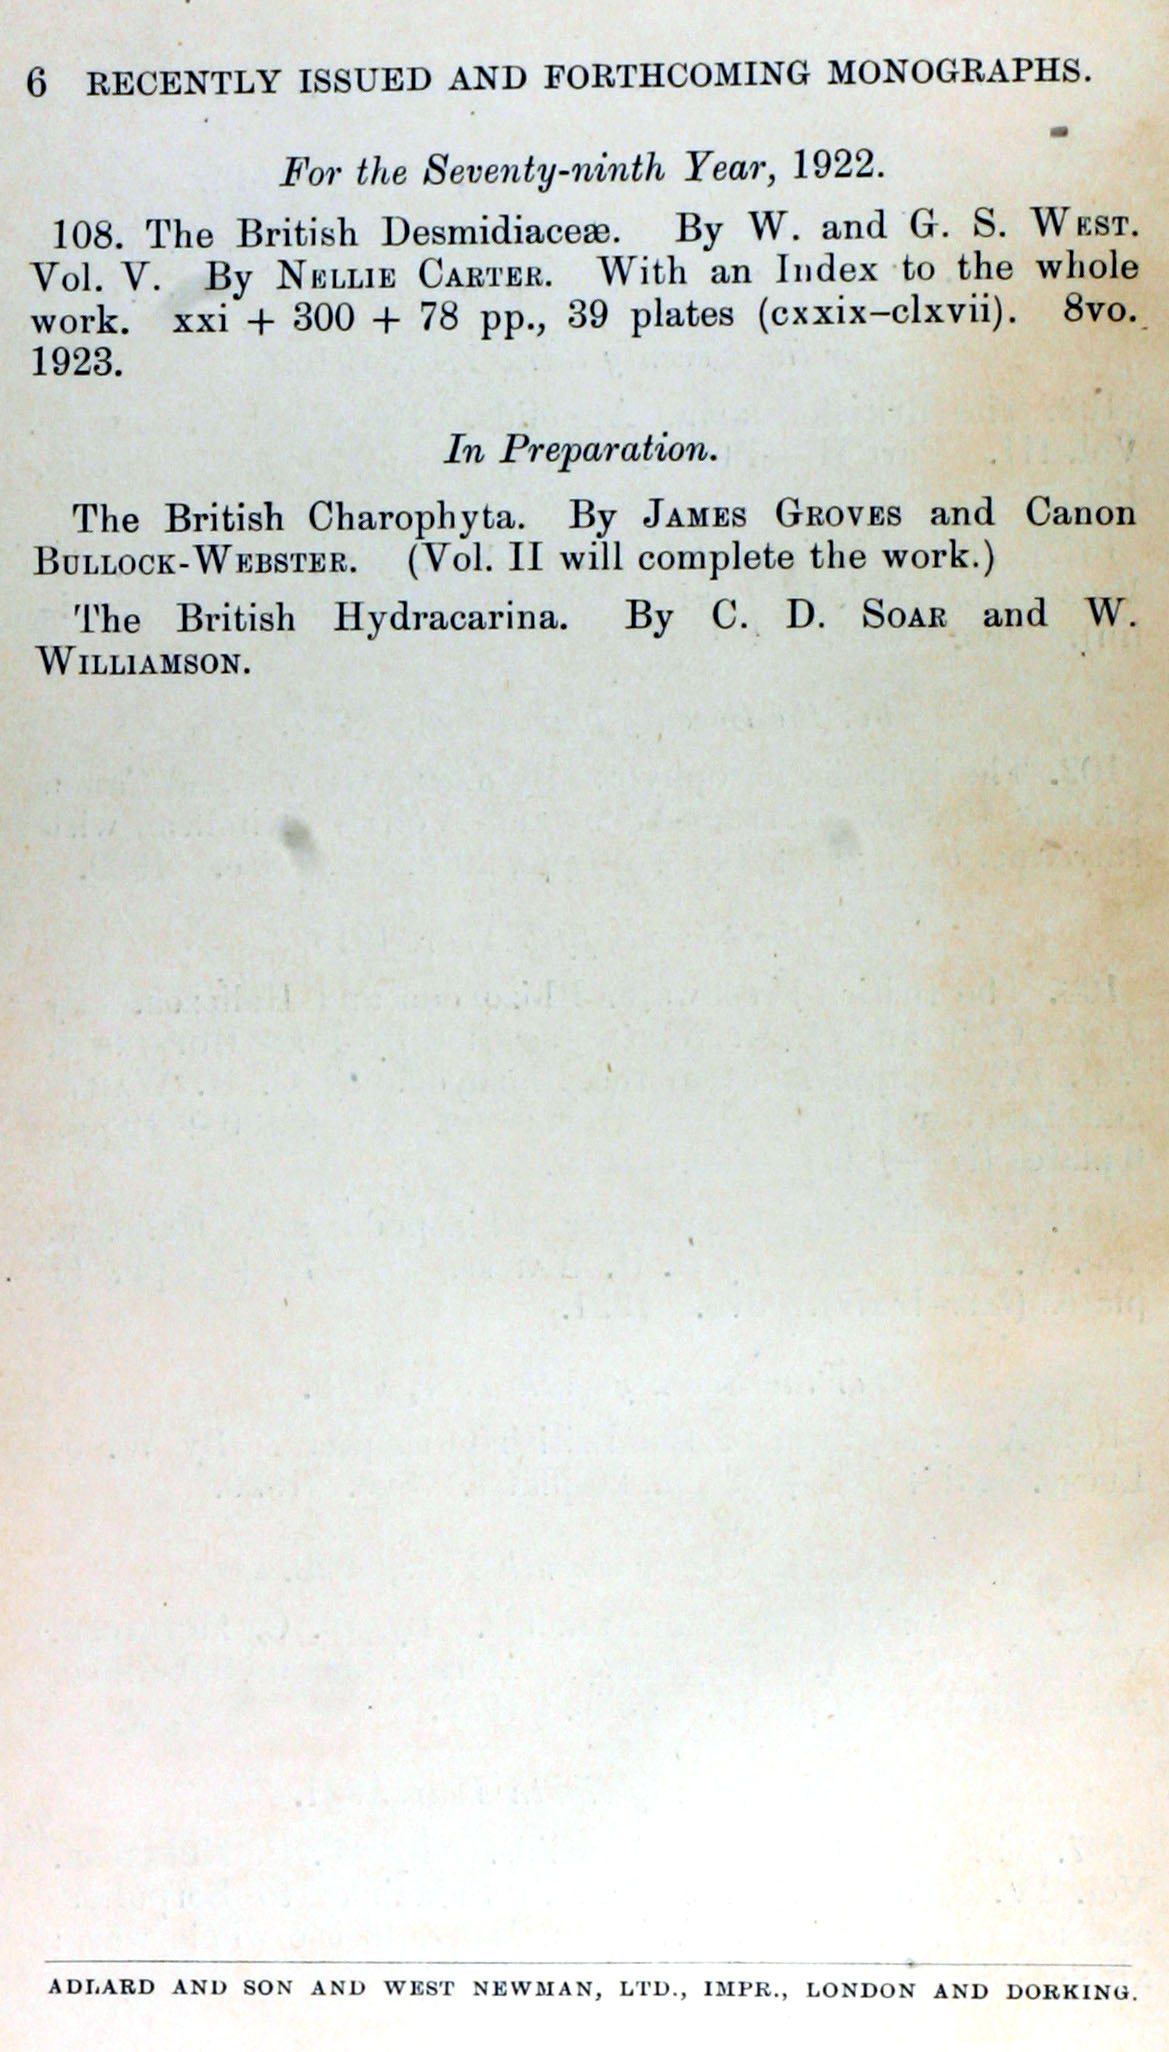 6 RECENTLY ISSUED AND FORTHCOMING MONOGRAPHS.
For the Seventy-ninth Year, 1922.
108. The British Desmidiaceæ. By W. and G. S. WEST.
Vol. V. By NELLIE CARTER. With an Index to the whole
work. xxi + 300 + 78 pp., 39 plates (cxxix–clxvii). 8vo.
1923.
In Preparation.
The British Charophyta. By JAMES GROVES and Canon
BULLOCK-WEBSTER. (Vol. II will complete the work.)
The British Hydracarina. By C. D. SOAR and W.
WILLIAMSON.
ADLARD AND SON AND WEST NEWMAN, LTD., IMPR., LONDON AND DORKING.